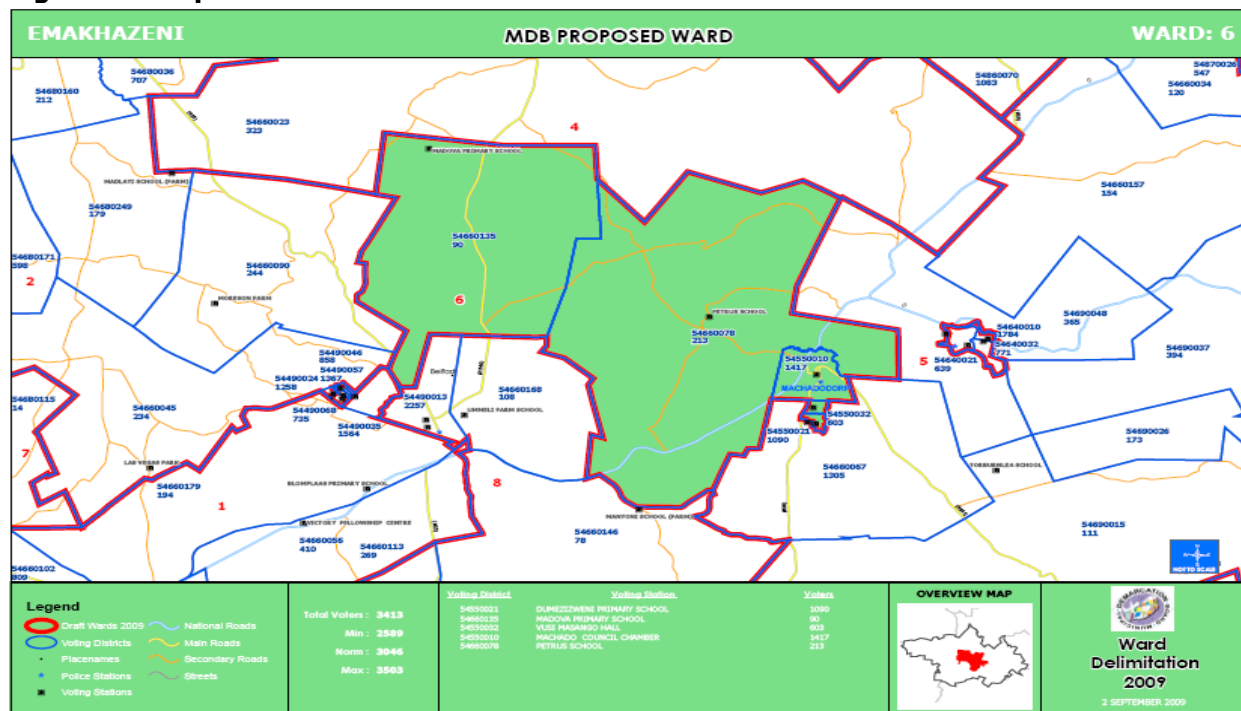 EMAKHAZENI
MDB PROPOSED WARD
WARD: 6
54680036
707
54680160
212
54660023
323
4
54860070
1083
54870026
547
54660034
120
MADOVA PRIMARY SCHOOL
MADLAYI SCHOOL (FARM)
54680249
179
54660157
154
54660135
90
54680171
598
2
54660090
244
6
MORESON FARM
PETRUS SCHOOL
54660078
213
54690048
365
54640010
1784
54640032
771
54690037
394
5
54640021
639
54490046
858
54490057
1367
54490024
1258
54550010
1417
MACHADODORP
Belfast
54660168
108
54490013
2257
54680115
14
54660045
234
54490068
735
54490035
1564
UMNELI FARM SCHOOL
54550032
603
54550021
1090
54690026
173
7
LAS VEGAS PARK
54660179
194
1
BLOMPLAAS PRIMARY SCHOOL
8
54660067
1305
TONBURBLEA SCHOOL
VICTORY FELLOWSHIP CENTRE
MANYORE SCHOOL (FARM)
54660056
410
54660113
269
54660146
78
54690015
111
54660102
809
N
NOT TO SCALE
Legend
Draft Wards 2009
National Roads
Voting Districts
Main Roads
Placenames
Secondary Roads
Police Stations
Streets
Voting Stations
Total Voters : 3413
Min : 2589
Norm : 3046
Max : 3503
Voting District Voting Station Voters
54550021 DUMEZIZWENI PRIMARY SCHOOL 1090
54660135 MADOVA PRIMARY SCHOOL 90
54550032 VUSI MASANGO HALL 603
54550010 MACHADO COUNCIL CHAMBER 1417
54660078 PETRUS SCHOOL 213
OVERVIEW MAP
Ward
Delimitation
2009
2 SEPTEMBER 2009